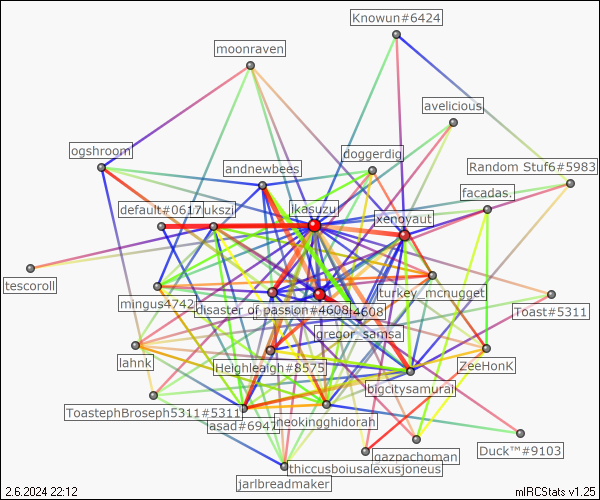 Knowun#6424
moonraven
avelicious
ogshroom
doggerdig
andnewbees
Random Stuf6#5983
facadas.
default#0617
ukszi
ikasuzu
xenoyaut
tescoroll
mingus4742
turkey_mcnugget
disaster of passion#4608
4608
Toast#5311
gregor_samsa
lahnk
Heighleaigh#8575
ZeeHonK
bigcitysamurai
ToastephBroseph5311#5311
asad#6947
neokingghidorah
Duck™#9103
gazpachoman
thiccusboiusalexusjoneus
jarlbreadmaker
2.6.2024 22:12
mIRCStats v1.25